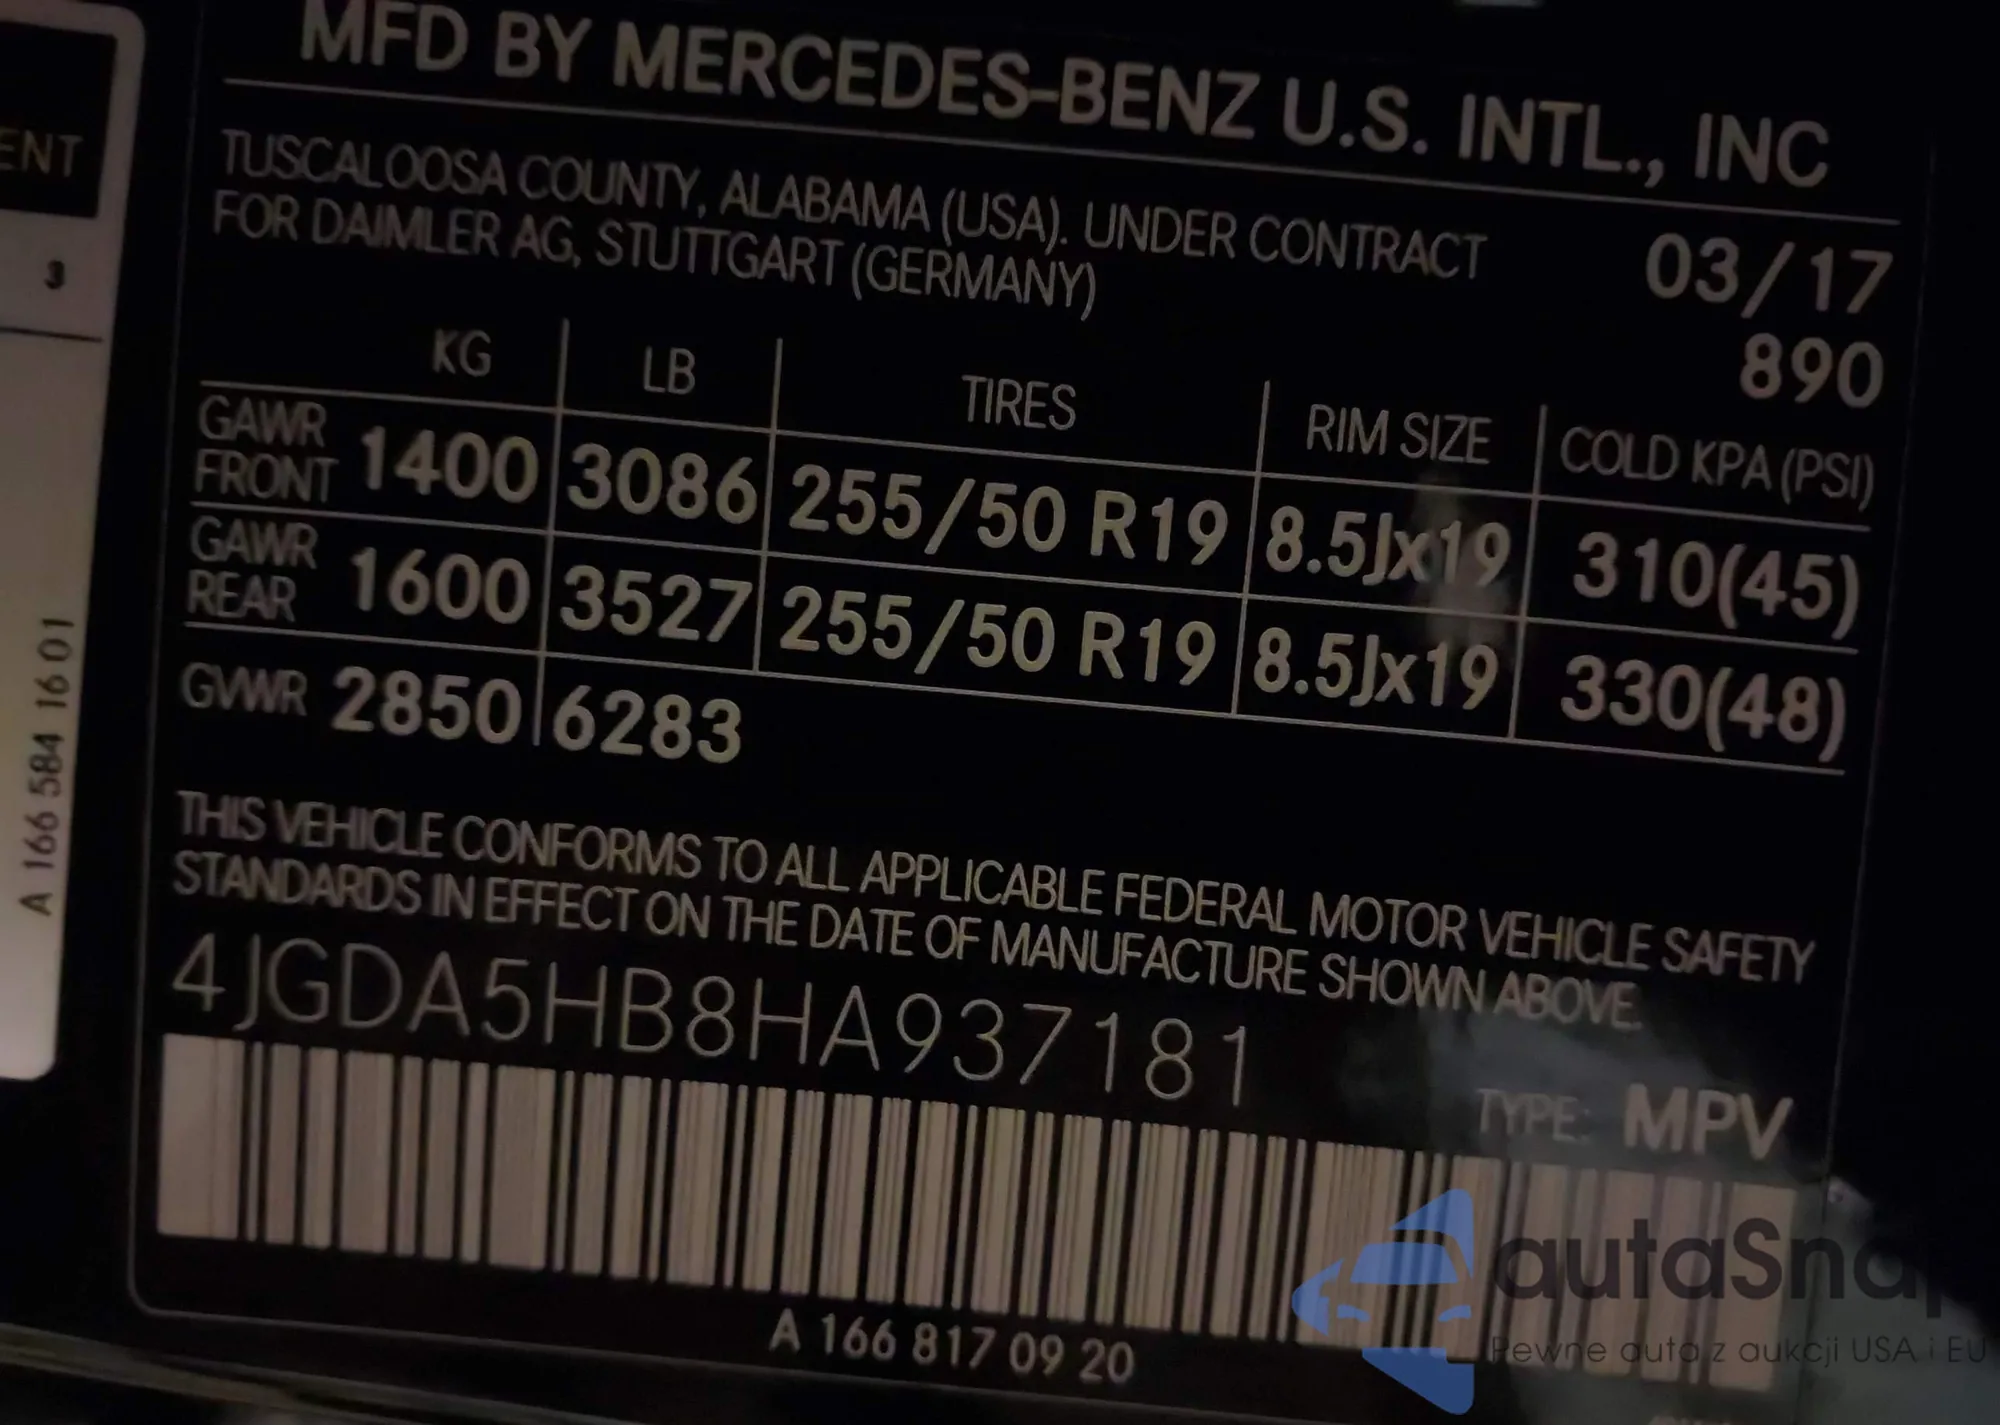 MFD BY MERCEDES-BENZ U.S. INTL., INC
TUSCALOOSA COUNTY, ALABAMA (USA). UNDER CONTRACT
FOR DAIMLER AG, STUTTGART (GERMANY)
03/17
890
KG LB TIRES RIM SIZE COLD KPA (PSI)
GAWR FRONT 1400 3086 255/50 R19 8.5Jx19 310(45)
GAWR REAR 1600 3527 255/50 R19 8.5Jx19 330(48)
GVWR 2850 6283
THIS VEHICLE CONFORMS TO ALL APPLICABLE FEDERAL MOTOR VEHICLE SAFETY
STANDARDS IN EFFECT ON THE DATE OF MANUFACTURE SHOWN ABOVE.
4JGDA5HB8HA937181
TYPE: MPV
A 166 817 09 20
ENT
3
A 166 584 16 01
autaSnap
Pewne auta z aukcji USA i EU